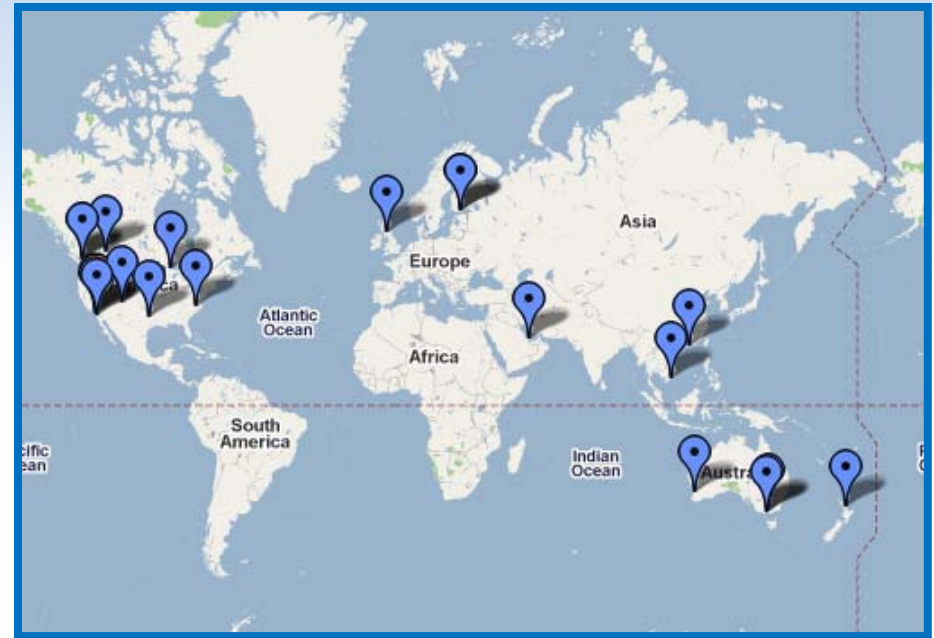 Asia
Europe
Atlantic
Ocean
Africa
South
America
Indian
Ocean